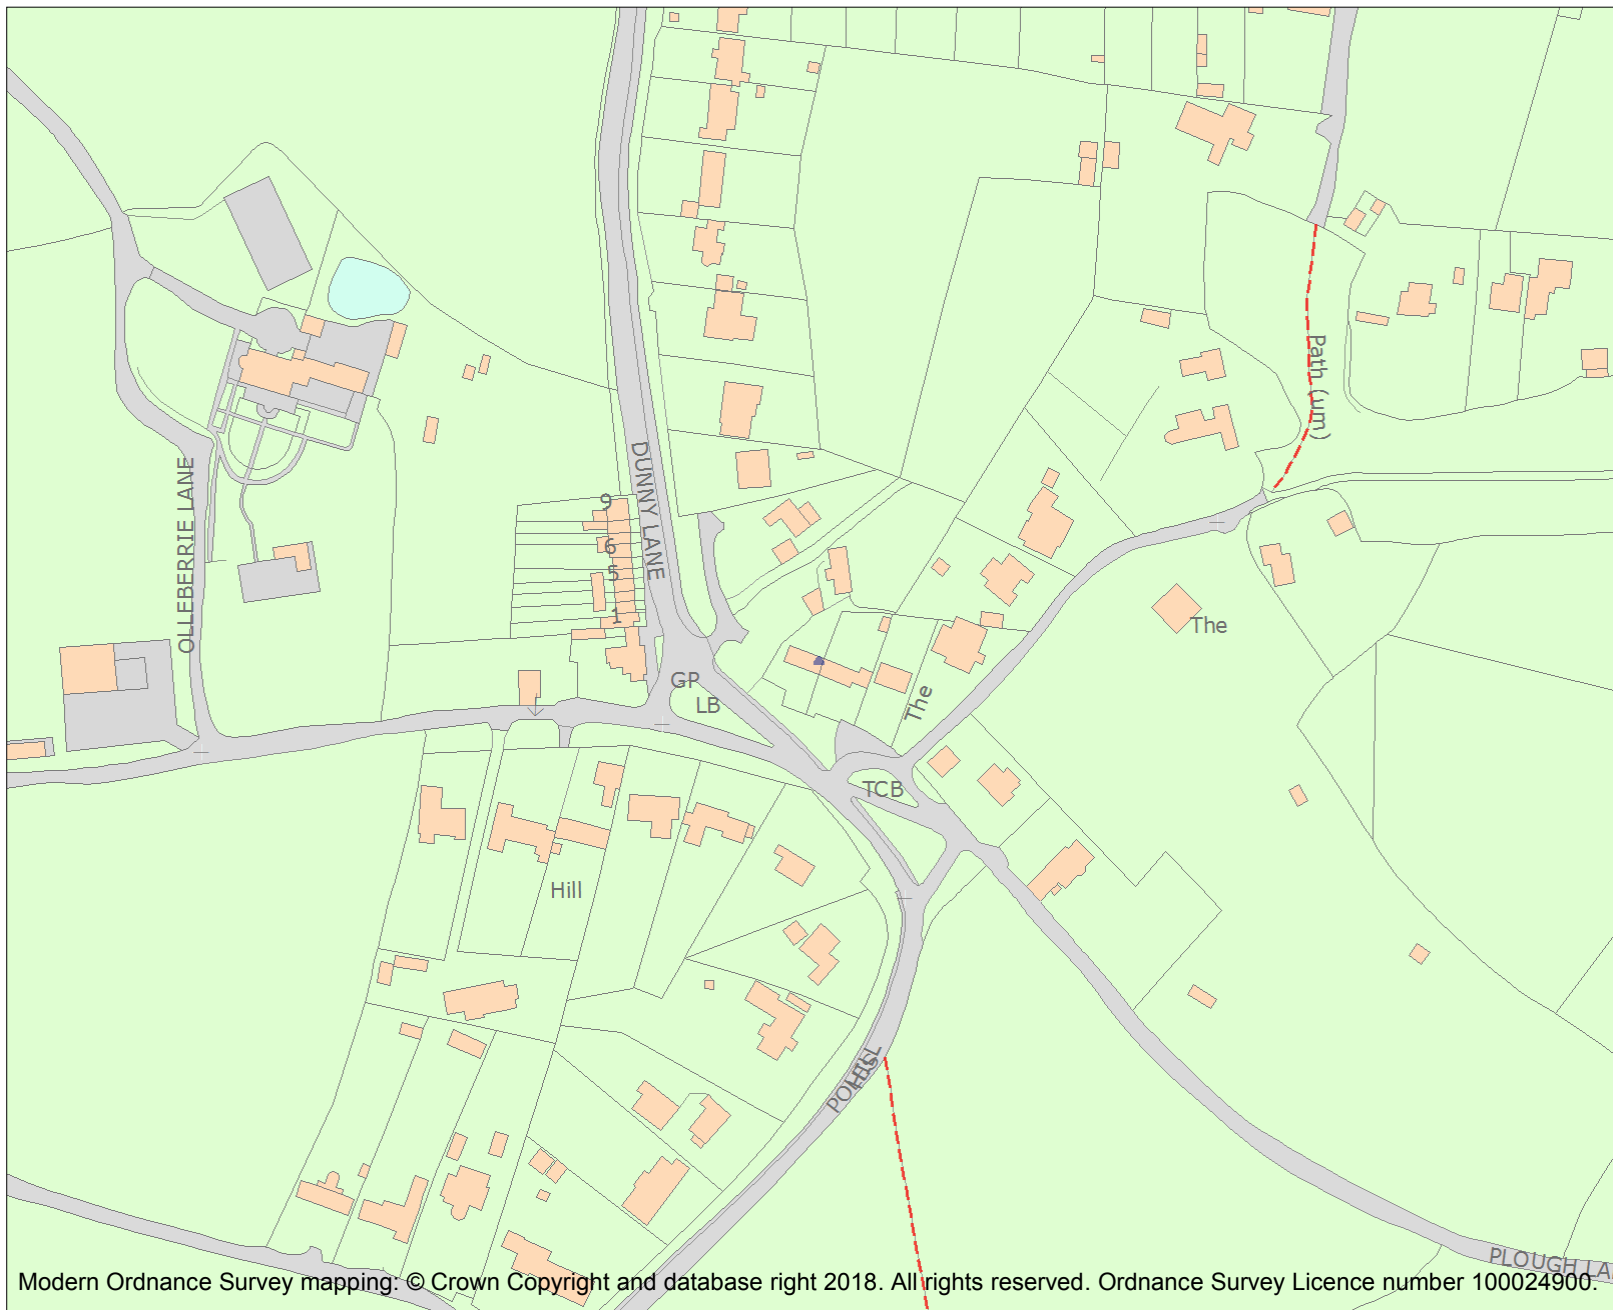 Path (um)
DUNNY LANE
OLLEBERRIE LANE
9
6
5
1
The
GP
LB
The
TCB
Hill
PLOUGH LA
Modern Ordnance Survey mapping: © Crown Copyright and database right 2018. All rights reserved. Ordnance Survey Licence number 100024900.